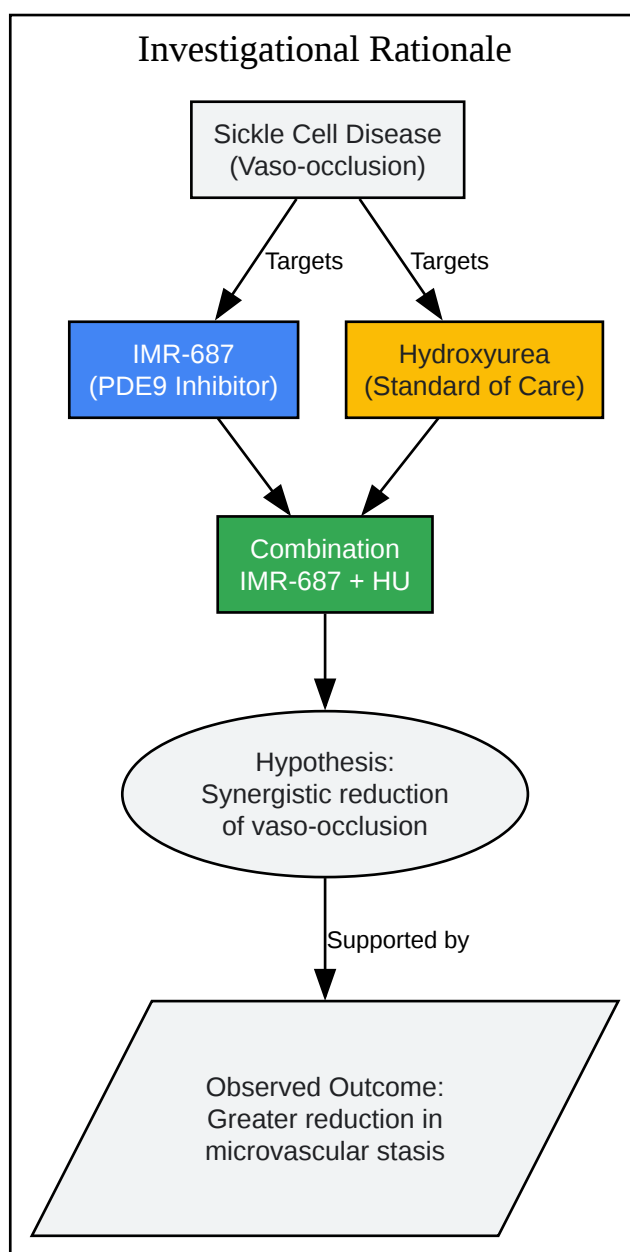 Investigational Rationale
Sickle Cell Disease
(Vaso-occlusion)
Targets
Targets
IMR-687
(PDE9 Inhibitor)
Hydroxyurea
(Standard of Care)
Combination
IMR-687 + HU
Hypothesis:
Synergistic reduction
of vaso-occlusion
Supported by
Observed Outcome:
Greater reduction in
microvascular stasis